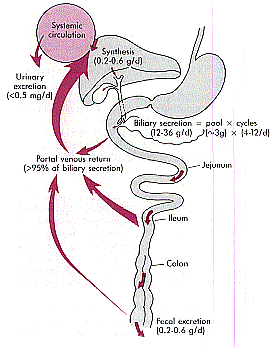 Systemic
circulation
Synthesis
(0.2-0.6 g/d)
Urinary
excretion
(<0.5 mg/d)
Biliary secretion = pool × cycles
(12-36 g/d) (~3g) × (4-12/d)
Portal venous return
(>95% of biliary secretion)
Jejunum
Ileum
Colon
Fecal excretion
(0.2-0.6 g/d)